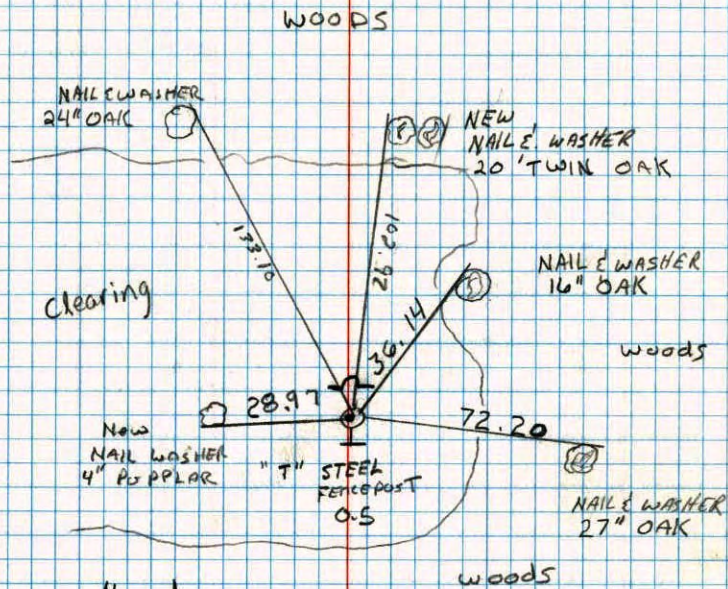 WOODS
NAIL & WASHER
24" OAK
NEW
NAIL & WASHER
20' TWIN OAK
133.10
103.92
NAIL & WASHER
16" OAK
Clearing
36.14
woods
28.97
72.20
New
NAIL WASHER
4" POPPLAR
"T" STEEL
FENCEPOST
0.5
NAIL & WASHER
27" OAK
woods